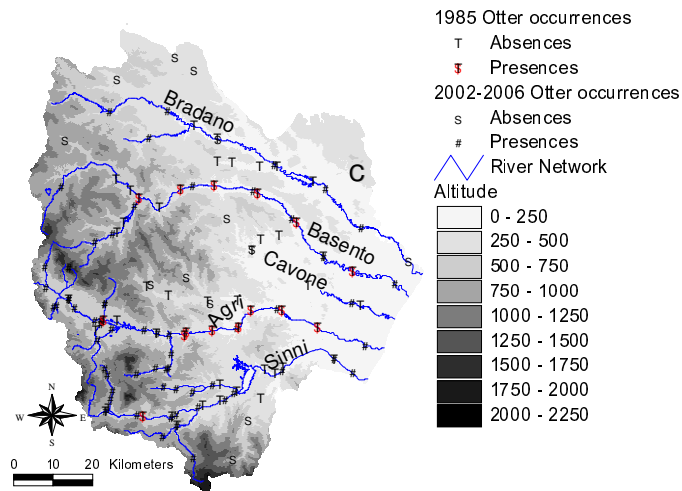 1985 Otter occurrences
T Absences
Presences
2002-2006 Otter occurrences
S Absences
# Presences
River Network
Altitude
0 - 250
250 - 500
500 - 750
750 - 1000
1000 - 1250
1250 - 1500
1500 - 1750
1750 - 2000
2000 - 2250
Bradano
C
Basento
Cavone
Agri
Sinni
N
W E
S
0 10 20 Kilometers